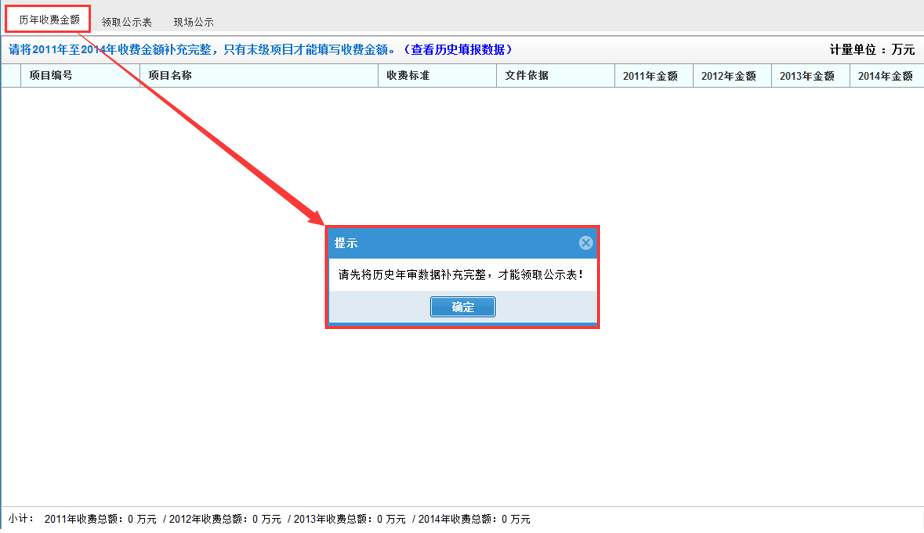 历年收费金额 领取公示表 现场公示
请将2011年至2014年收费金额补充完整，只有末级项目才能填写收费金额。（查看历史填报数据） 计量单位：万元
项目编号 项目名称 收费标准 文件依据 2011年金额 2012年金额 2013年金额 2014年金额
提示
请先将历史年审数据补充完整，才能领取公示表！
确定
小计： 2011年收费总额：0 万元 / 2012年收费总额：0 万元 / 2013年收费总额：0 万元 / 2014年收费总额：0 万元